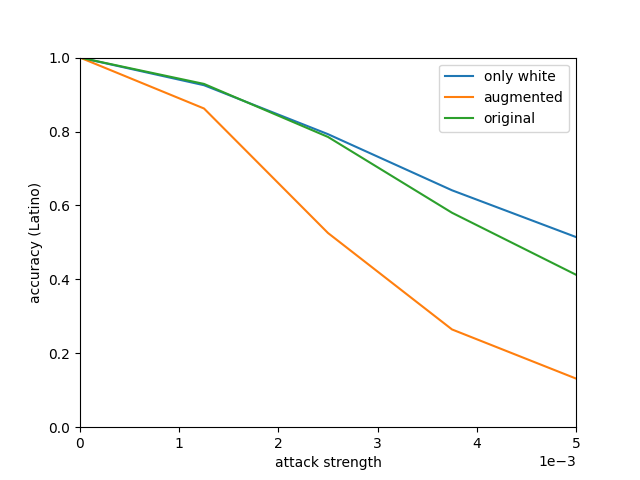 1.0
0.8
0.6
0.4
0.2
0.0
accuracy (Latino)
only white
augmented
original
0 1 2 3 4 5
1e−3
attack strength